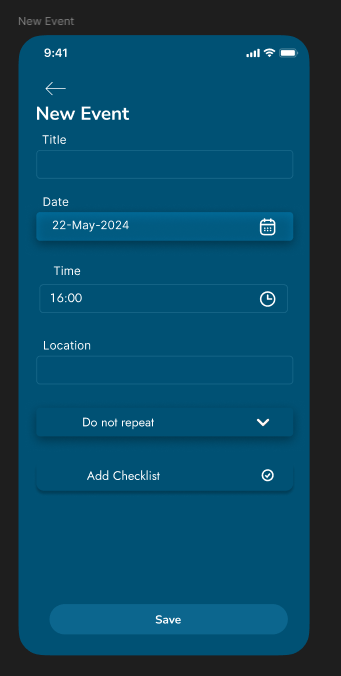 New Event
9:41
New Event
Title
Date
22-May-2024
Time
16:00
Location
Do not repeat
Add Checklist
Save